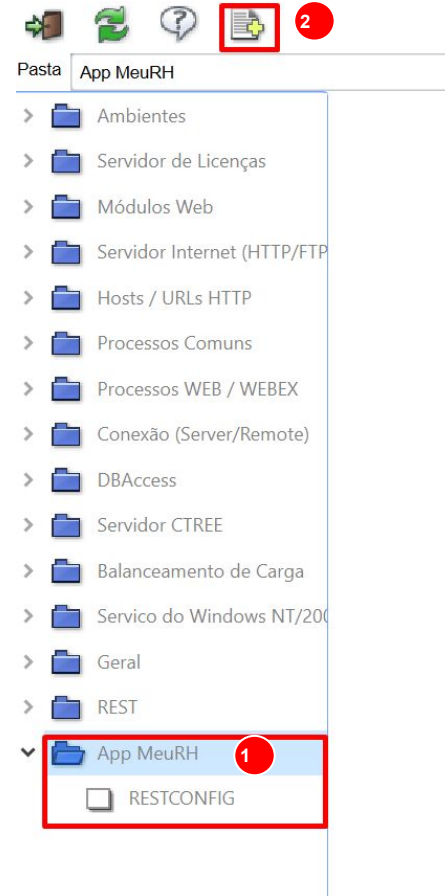 2
Pasta App MeuRH
Ambientes
Servidor de Licenças
Módulos Web
Servidor Internet (HTTP/FTP
Hosts / URLs HTTP
Processos Comuns
Processos WEB / WEBEX
Conexão (Server/Remote)
DBAccess
Servidor CTREE
Balanceamento de Carga
Servico do Windows NT/200
Geral
REST
App MeuRH 1
RESTCONFIG